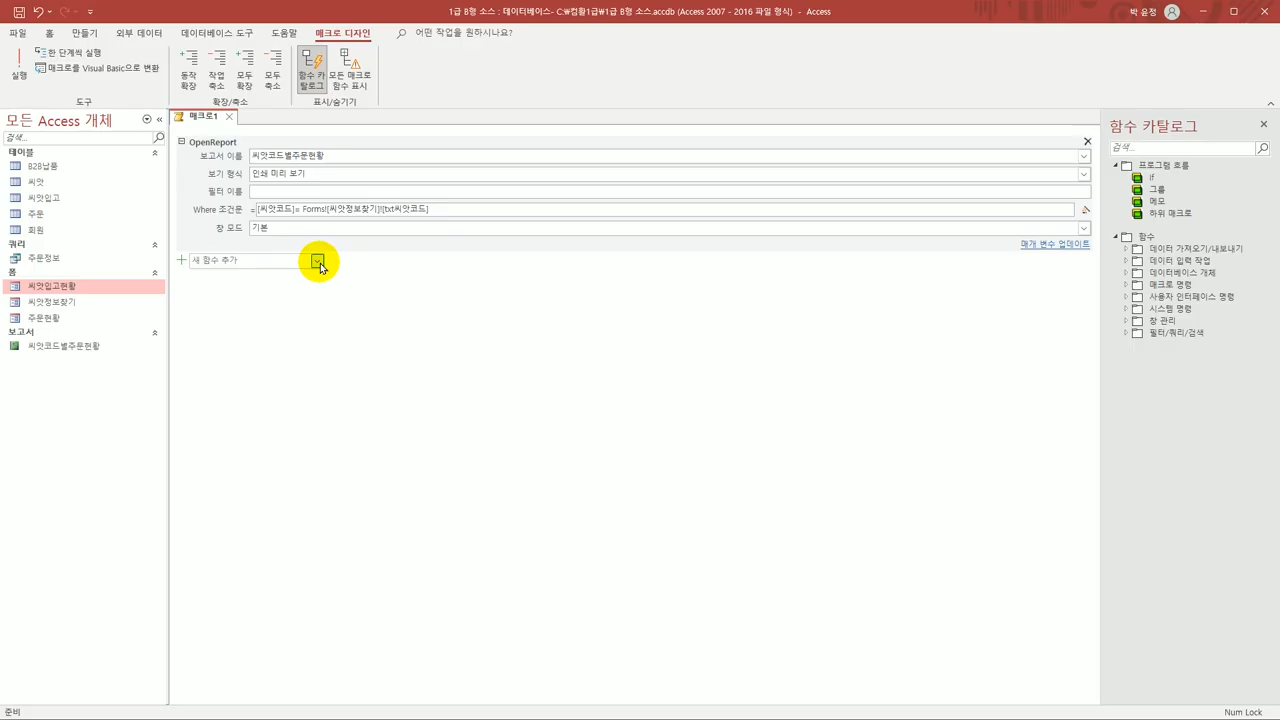 1급 B형 소스 : 데이터베이스- C:₩컴활1급₩1급 B형 소스.accdb (Access 2007 - 2016 파일 형식) - Access
박 윤정
파일 홈 만들기 외부 데이터 데이터베이스 도구 도움말 매크로 디자인 어떤 작업을 원하시나요?
실행
한 단계씩 실행
매크로를 Visual Basic으로 변환
도구
동작 확장
작업 축소
모두 확장
모두 축소
확장/축소
함수 카탈로그
모든 매크로 함수 표시
표시/숨기기
모든 Access 개체
검색...
테이블
B2B납품
씨앗
씨앗입고
주문
회원
쿼리
주문정보
폼
씨앗입고현황
씨앗정보찾기
주문현황
보고서
씨앗코드별주문현황
매크로1
OpenReport
보고서 이름 씨앗코드별주문현황
보기 형식 인쇄 미리 보기
필터 이름
Where 조건문 =[씨앗코드]= Forms![씨앗정보찾기]![txt씨앗코드]
창 모드 기본
매개 변수 업데이트
새 함수 추가
함수 카탈로그
검색...
프로그램 흐름
If
그룹
메모
하위 매크로
함수
데이터 가져오기/내보내기
데이터 입력 작업
데이터베이스 개체
매크로 명령
사용자 인터페이스 명령
시스템 명령
창 관리
필터/쿼리/검색
준비
Num Lock